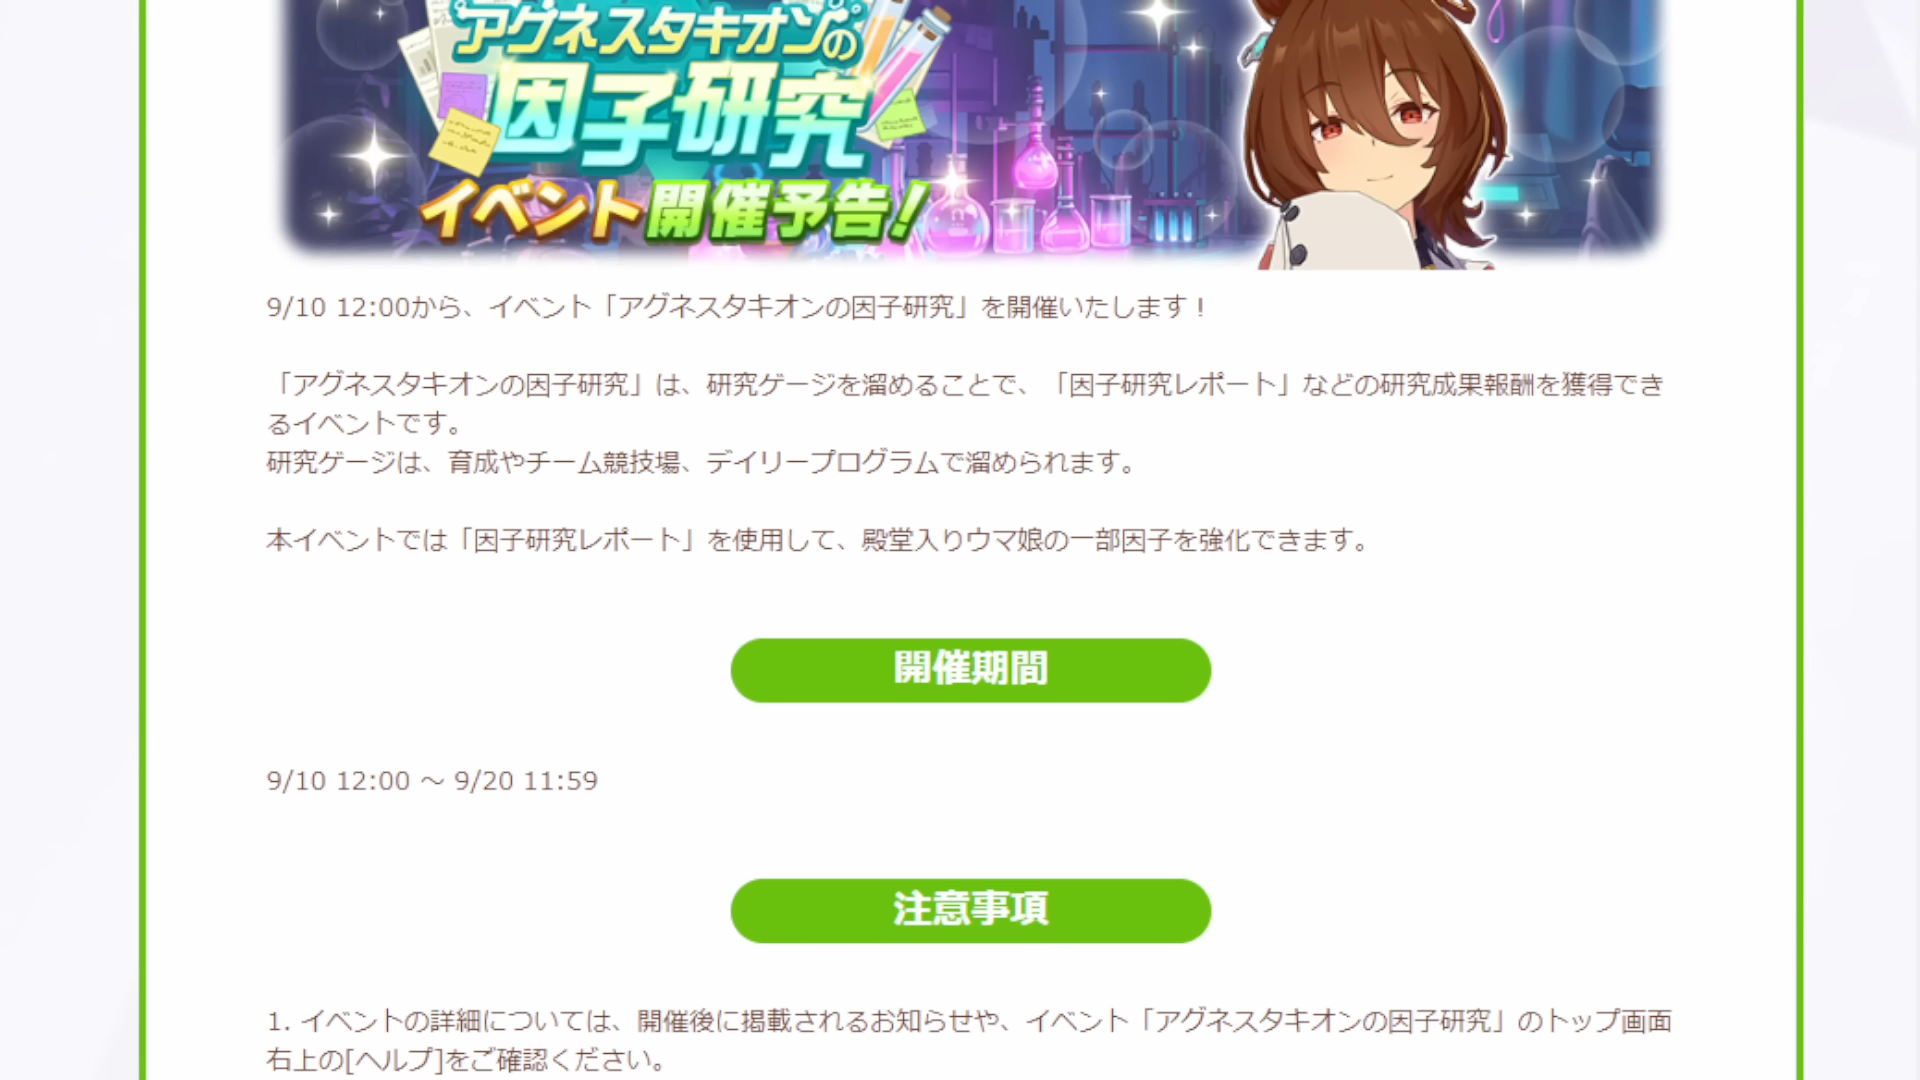 アグネスタキオンの
因子研究
イベント開催予告!
9/10 12:00から、イベント「アグネスタキオンの因子研究」を開催いたします！
「アグネスタキオンの因子研究」は、研究ゲージを溜めることで、「因子研究レポート」などの研究成果報酬を獲得でき
るイベントです。
研究ゲージは、育成やチーム競技場、デイリープログラムで溜められます。
本イベントでは「因子研究レポート」を使用して、殿堂入りウマ娘の一部因子を強化できます。
開催期間
9/10 12:00 ～ 9/20 11:59
注意事項
1. イベントの詳細については、開催後に掲載されるお知らせや、イベント「アグネスタキオンの因子研究」のトップ画面
右上の[ヘルプ]をご確認ください。